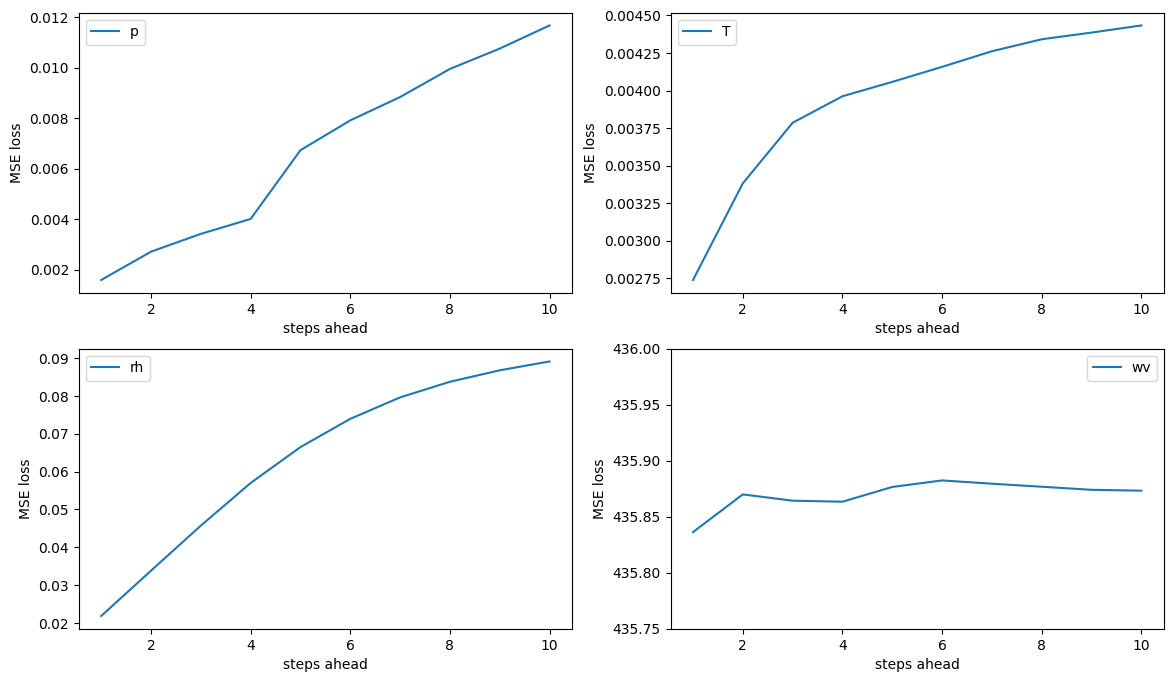 p
0.012
0.010
0.008
0.006
0.004
0.002
MSE loss
2 4 6 8 10
steps ahead
T
0.00450
0.00425
0.00400
0.00375
0.00350
0.00325
0.00300
0.00275
MSE loss
2 4 6 8 10
steps ahead
rh
0.09
0.08
0.07
0.06
0.05
0.04
0.03
0.02
MSE loss
2 4 6 8 10
steps ahead
wv
436.00
435.95
435.90
435.85
435.80
435.75
MSE loss
2 4 6 8 10
steps ahead